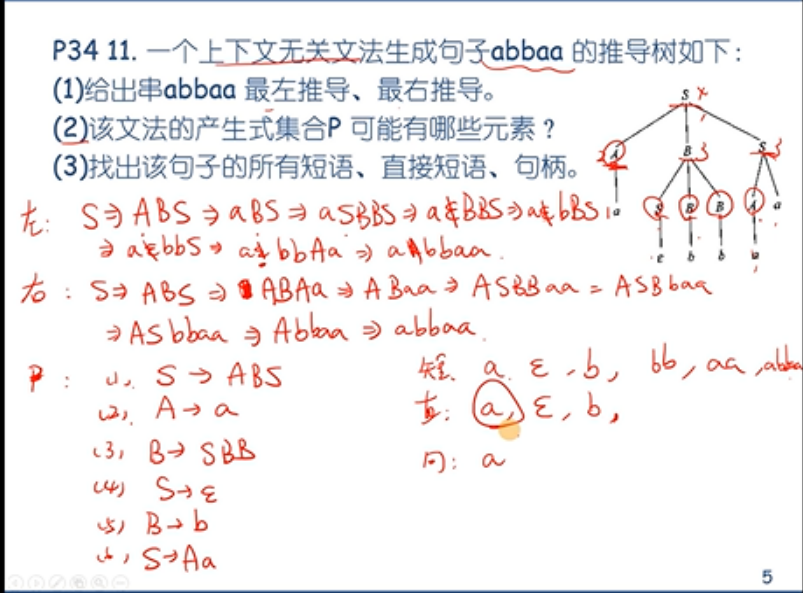 P34 11. 一个上下文无关文法生成句子abbaa 的推导树如下：
(1)给出串abbaa 最左推导、最右推导。
(2)该文法的产生式集合P 可能有哪些元素？
(3)找出该句子的所有短语、直接短语、句柄。
S
A B S
a S B B A a
ε b b a
左: S⇒ABS⇒aBS⇒aSBBS⇒aεBBS⇒aεbBS
⇒aεbbS⇒aεbbAa⇒abbaa
右: S⇒ABS⇒ABAa⇒ABaa⇒ASBBaa=ASBbaa
⇒ASbbaa⇒Abbaa⇒abbaa
P: (1) S→ABS
(2) A→a
(3) B→SBB
(4) S→ε
(5) B→b
(6) S→Aa
短: a, ε, b, bb, aa, abbaa
直: a, ε, b,
句: a
5